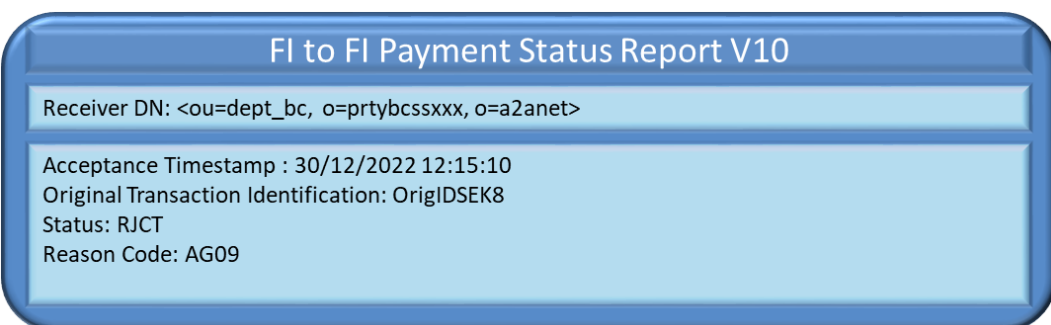 FI to FI Payment Status Report V10
Receiver DN: <ou=dept_bc, o=prtybcssxxx, o=a2anet>
Acceptance Timestamp : 30/12/2022 12:15:10
Original Transaction Identification: OrigIDSEK8
Status: RJCT
Reason Code: AG09